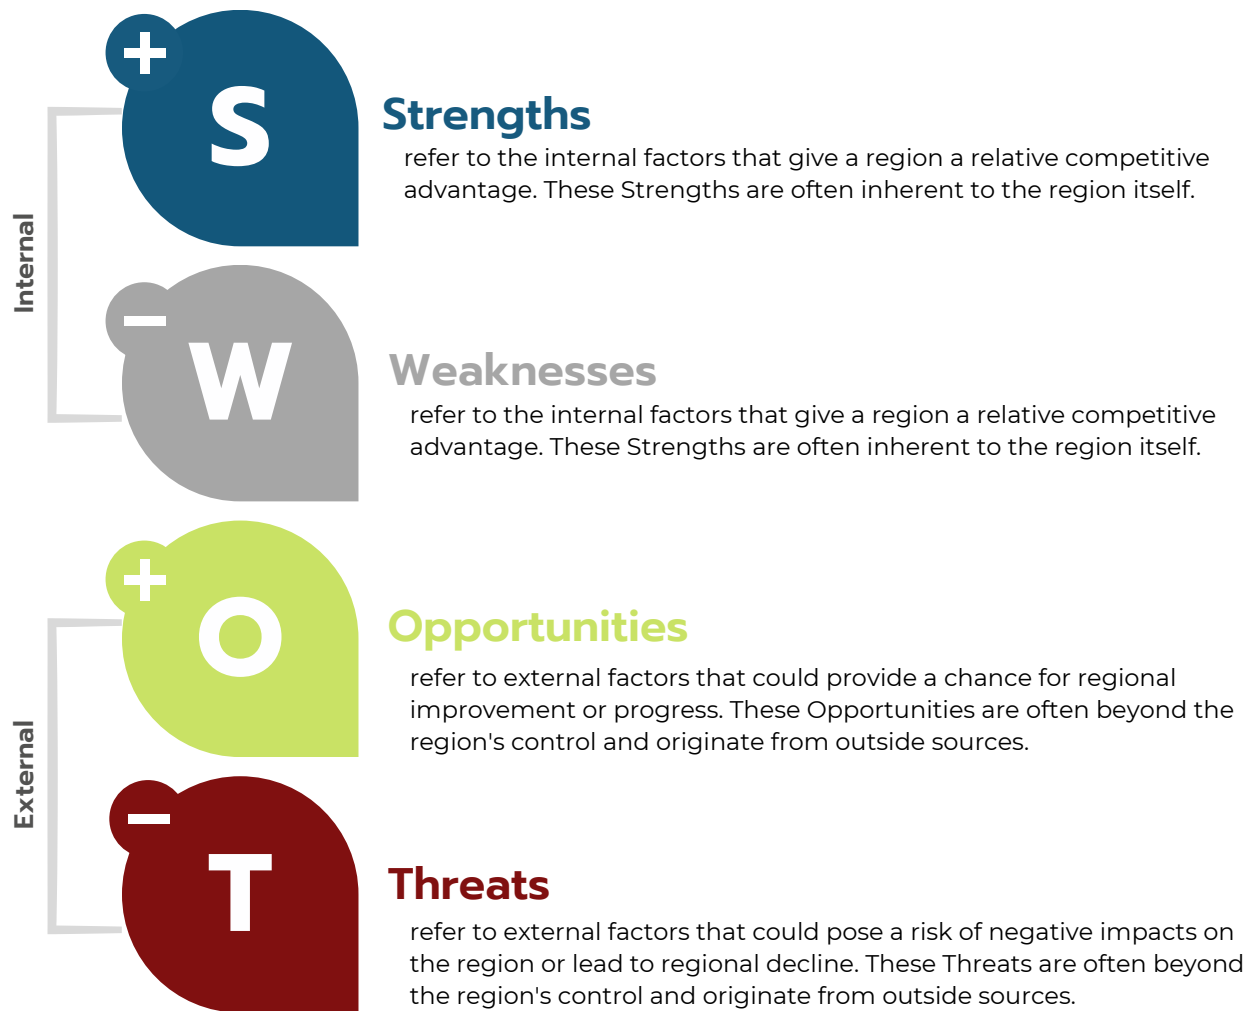 +
S
Strengths
refer to the internal factors that give a region a relative competitive
advantage. These Strengths are often inherent to the region itself.
Internal
−
W
Weaknesses
refer to the internal factors that give a region a relative competitive
advantage. These Strengths are often inherent to the region itself.
+
O
Opportunities
refer to external factors that could provide a chance for regional
improvement or progress. These Opportunities are often beyond the
region's control and originate from outside sources.
External
−
T
Threats
refer to external factors that could pose a risk of negative impacts on
the region or lead to regional decline. These Threats are often beyond
the region's control and originate from outside sources.